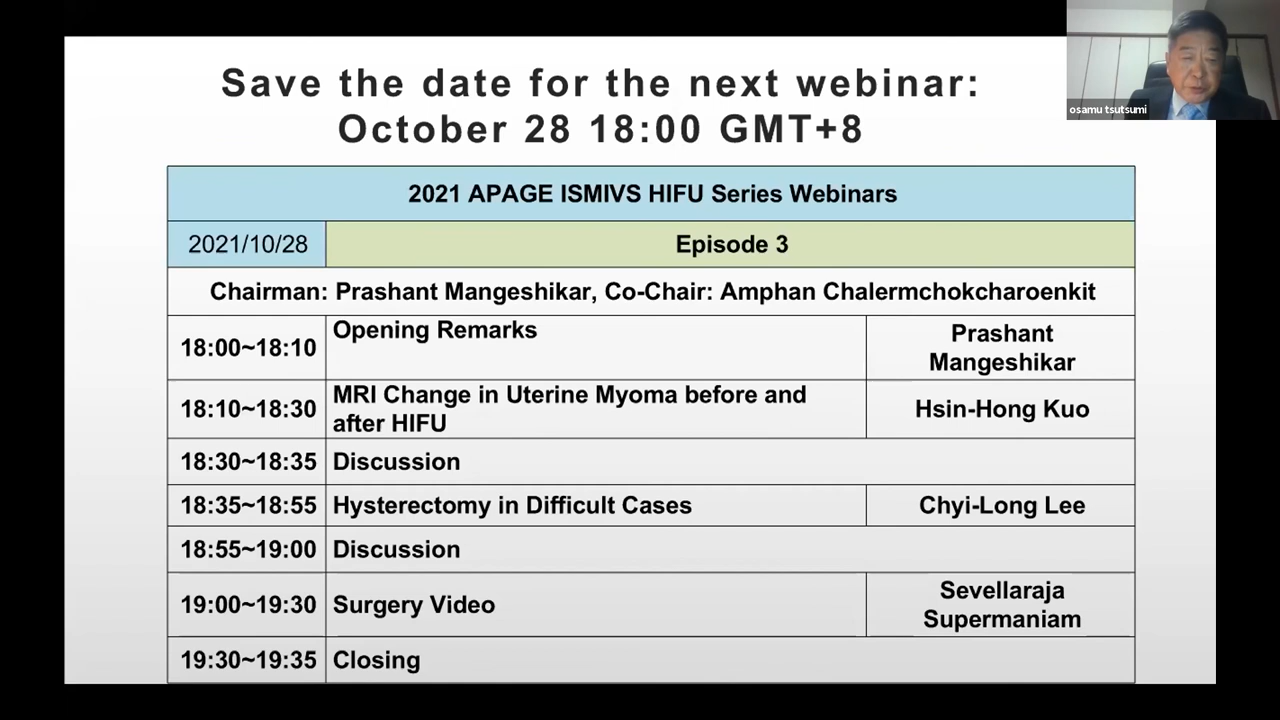 Save the date for the next webinar:
October 28 18:00 GMT+8
osamu tsutsumi
2021 APAGE ISMIVS HIFU Series Webinars
2021/10/28
Episode 3
Chairman: Prashant Mangeshikar, Co-Chair: Amphan Chalermchokcharoenkit
18:00~18:10
Opening Remarks
Prashant
Mangeshikar
18:10~18:30
MRI Change in Uterine Myoma before and
after HIFU
Hsin-Hong Kuo
18:30~18:35
Discussion
18:35~18:55
Hysterectomy in Difficult Cases
Chyi-Long Lee
18:55~19:00
Discussion
19:00~19:30
Surgery Video
Sevellaraja
Supermaniam
19:30~19:35
Closing